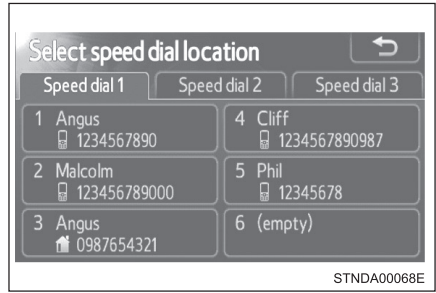 Select speed dial location
Speed dial 1 Speed dial 2 Speed dial 3
1 Angus
1234567890
2 Malcolm
123456789000
3 Angus
0987654321
4 Cliff
1234567890987
5 Phil
12345678
6 (empty)
STNDA00068E